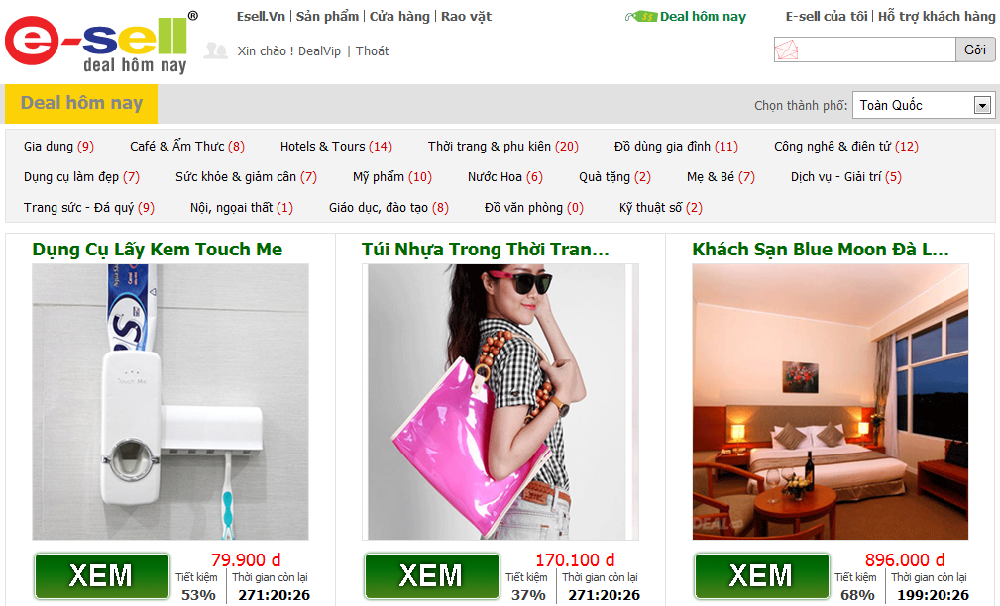 e-sell®
deal hôm nay
Esell.Vn | Sản phẩm | Cửa hàng | Rao vặt
Xin chào ! DealVip | Thoát
$$ Deal hôm nay
E-sell của tôi | Hỗ trợ khách hàng
Gởi
Deal hôm nay
Chọn thành phố: Toàn Quốc
Gia dụng (9) Café & Ẩm Thực (8) Hotels & Tours (14) Thời trang & phụ kiện (20) Đồ dùng gia đình (11) Công nghệ & điện tử (12)
Dụng cụ làm đẹp (7) Sức khỏe & giảm cân (7) Mỹ phẩm (10) Nước Hoa (6) Quà tặng (2) Mẹ & Bé (7) Dịch vụ - Giải trí (5)
Trang sức - Đá quý (9) Nội, ngoại thất (1) Giáo dục, đào tạo (8) Đồ văn phòng (0) Kỹ thuật số (2)
Dụng Cụ Lấy Kem Touch Me
Touch Me
XEM
79.900 đ
Tiết kiệm
53%
Thời gian còn lại
271:20:26
Túi Nhựa Trong Thời Tran...
XEM
170.100 đ
Tiết kiệm
37%
Thời gian còn lại
271:20:26
Khách Sạn Blue Moon Đà L...
XEM
896.000 đ
Tiết kiệm
68%
Thời gian còn lại
199:20:26